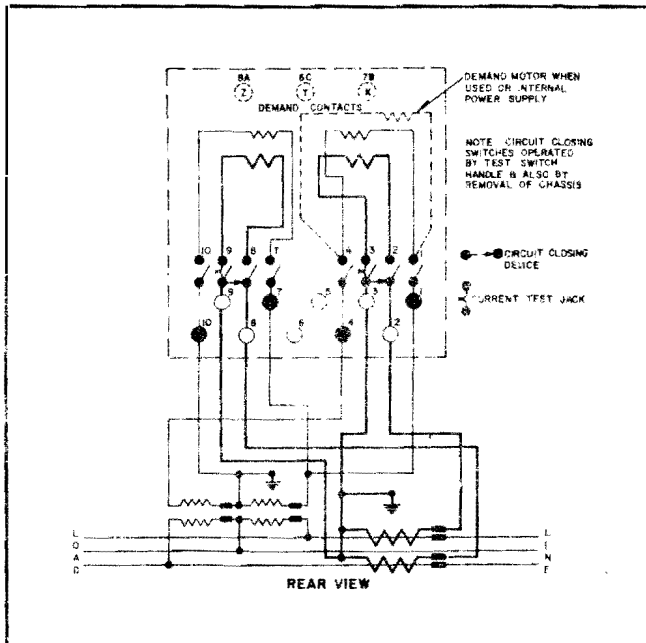 8A 6C 7B
Z Y X
DEMAND CONTACTS
DEMAND MOTOR WHEN
USED OR INTERNAL
POWER SUPPLY
NOTE CIRCUIT CLOSING
SWITCHES OPERATED
BY TEST SWITCH
HANDLE & ALSO BY
REMOVAL OF CHASSIS
10 9 8 7 4 3 2
CIRCUIT CLOSING
DEVICE
9 7 5 3 1
CURRENT TEST JACK
10 8 6 4 2
LOAD
LINE
REAR VIEW